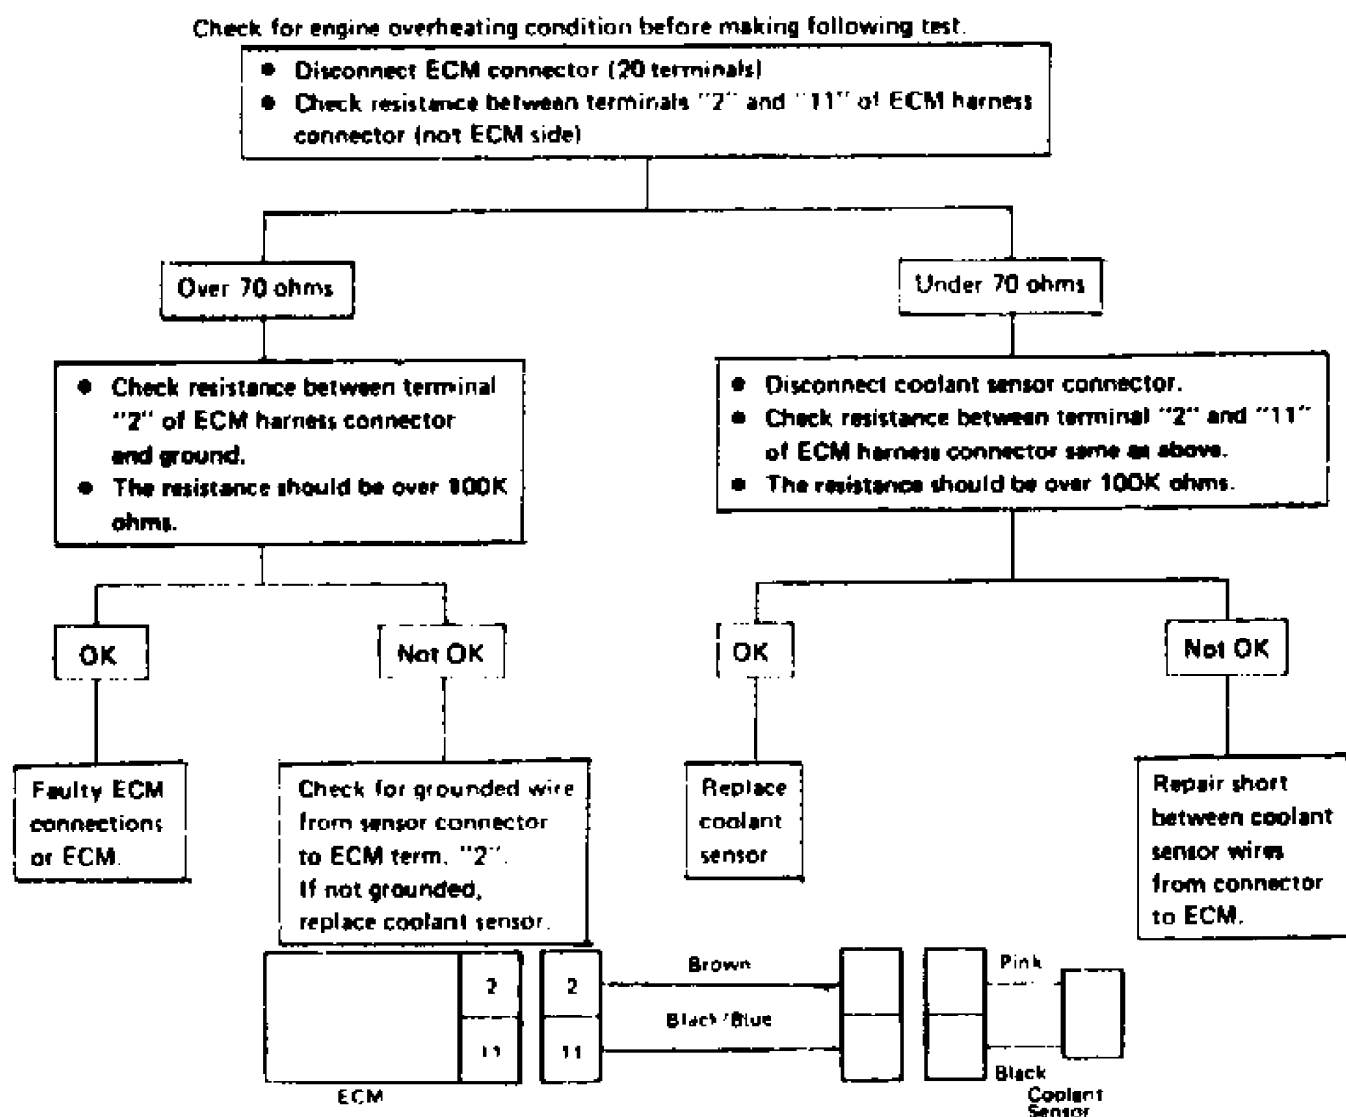 Check for engine overheating condition before making following test.
● Disconnect ECM connector (20 terminals)
● Check resistance between terminals "2" and "11" of ECM harness
connector (not ECM side)
Over 70 ohms
Under 70 ohms
● Check resistance between terminal
"2" of ECM harness connector
and ground.
● The resistance should be over 100K
ohms.
● Disconnect coolant sensor connector.
● Check resistance between terminal "2" and "11"
of ECM harness connector same as above.
● The resistance should be over 100K ohms.
OK
Not OK
OK
Not OK
Faulty ECM
connections
or ECM.
Check for grounded wire
from sensor connector
to ECM term. "2".
If not grounded,
replace coolant sensor.
Replace
coolant
sensor
Repair short
between coolant
sensor wires
from connector
to ECM.
2
2
Brown
Pink
11
11
Black/Blue
Black
ECM
Coolant
Sensor